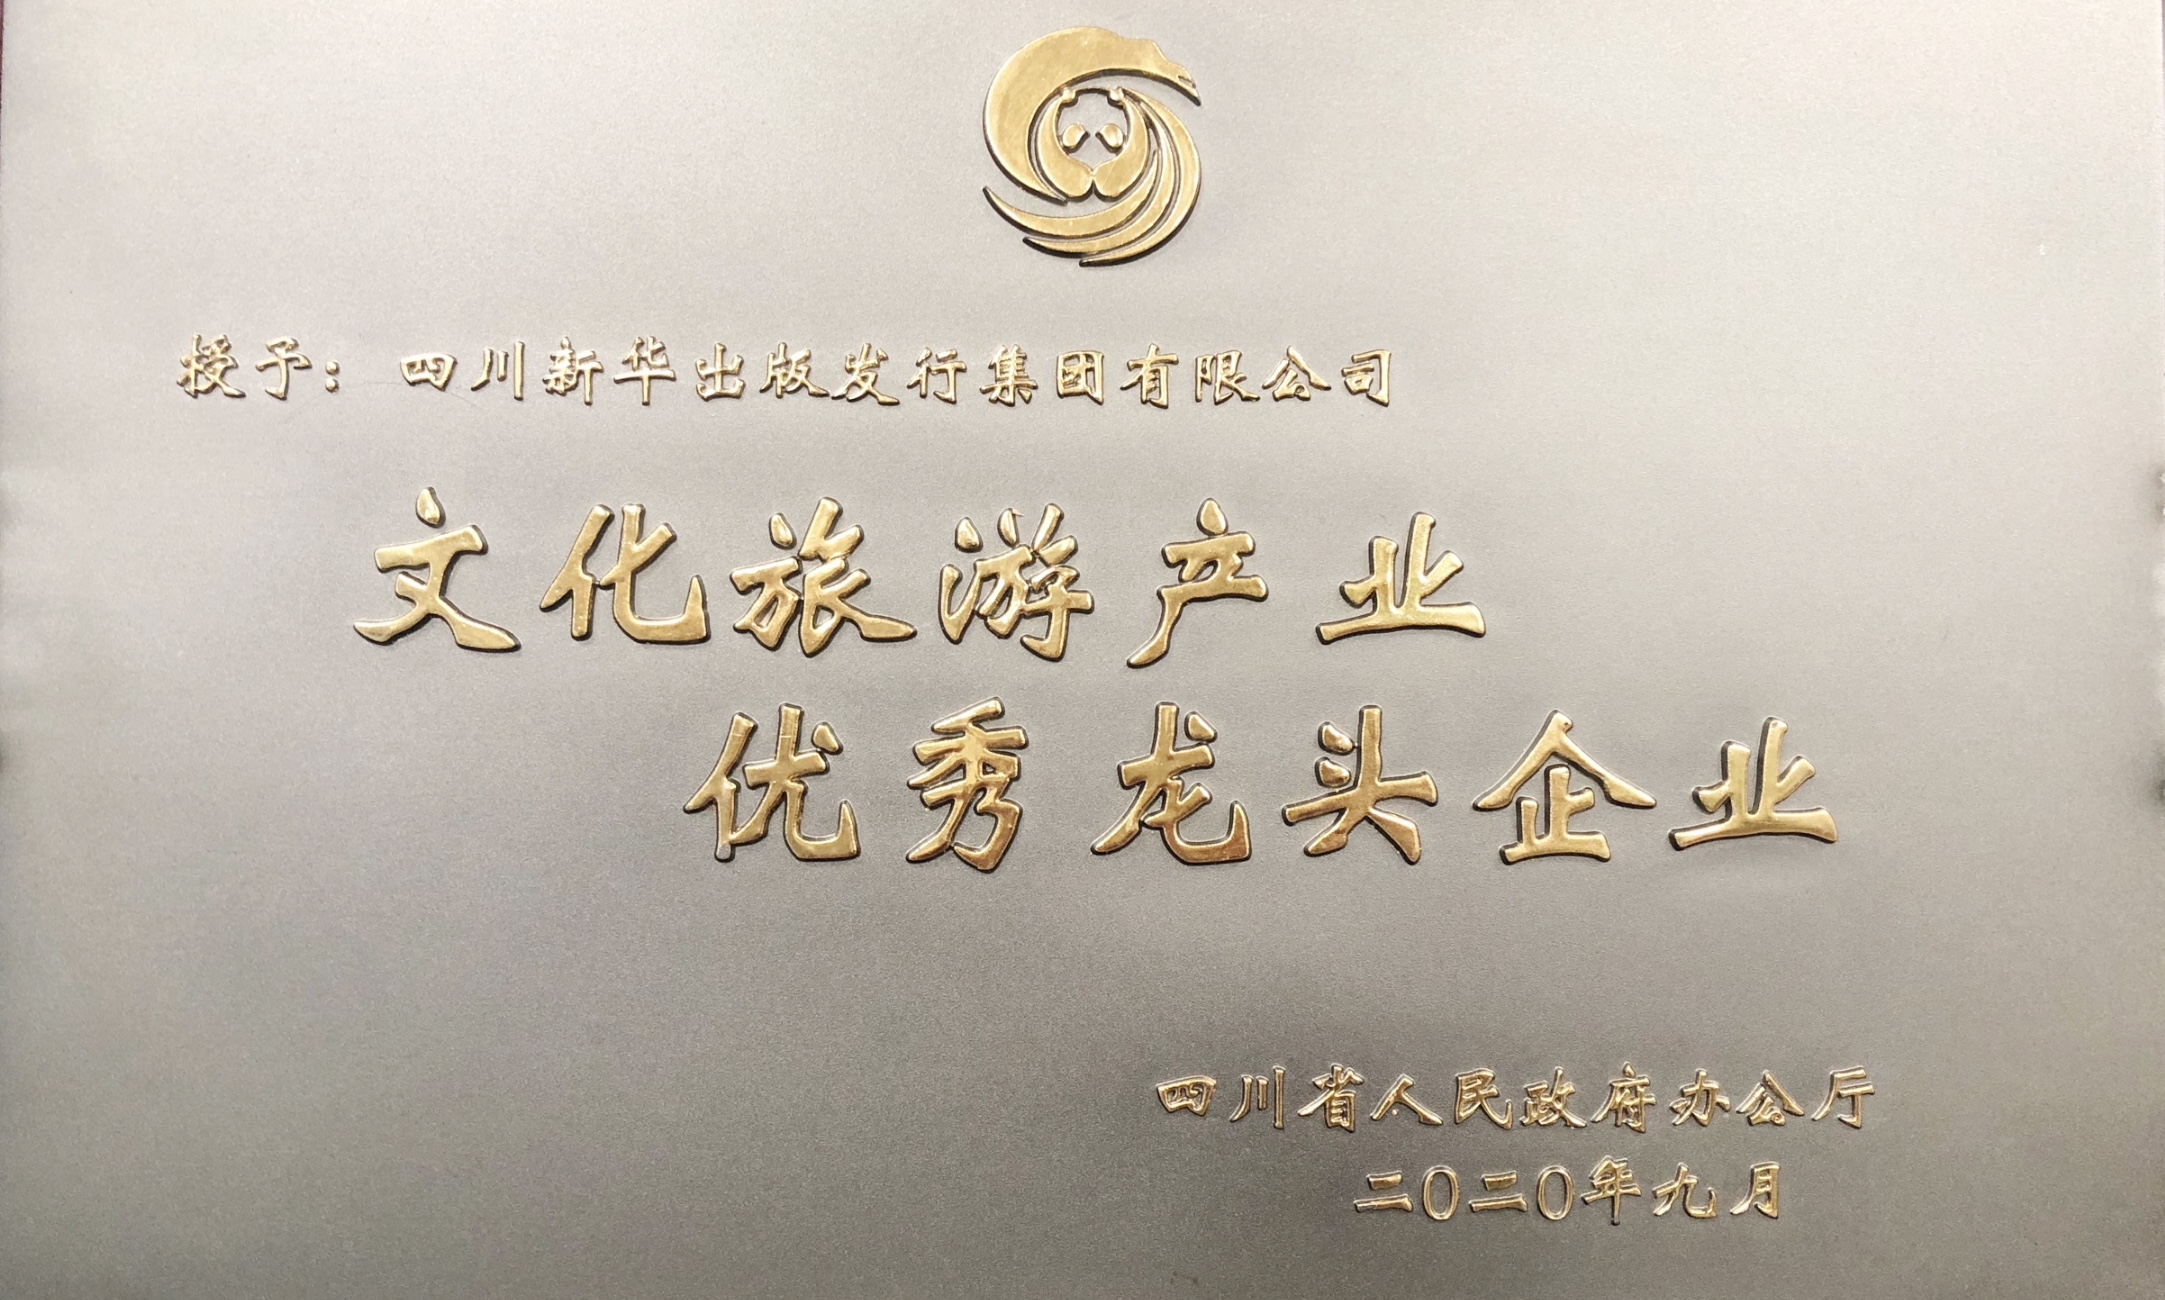 授予：四川新华出版发行集团有限公司
文化旅游产业
优秀龙头企业
四川省人民政府办公厅
二0二0年九月